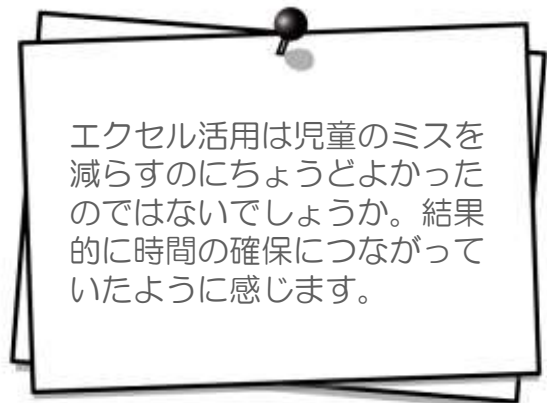 エクセル活用は児童のミスを
減らすのにちょうどよかった
のではないでしょうか。結果
的に時間の確保につながって
いたように感じます。